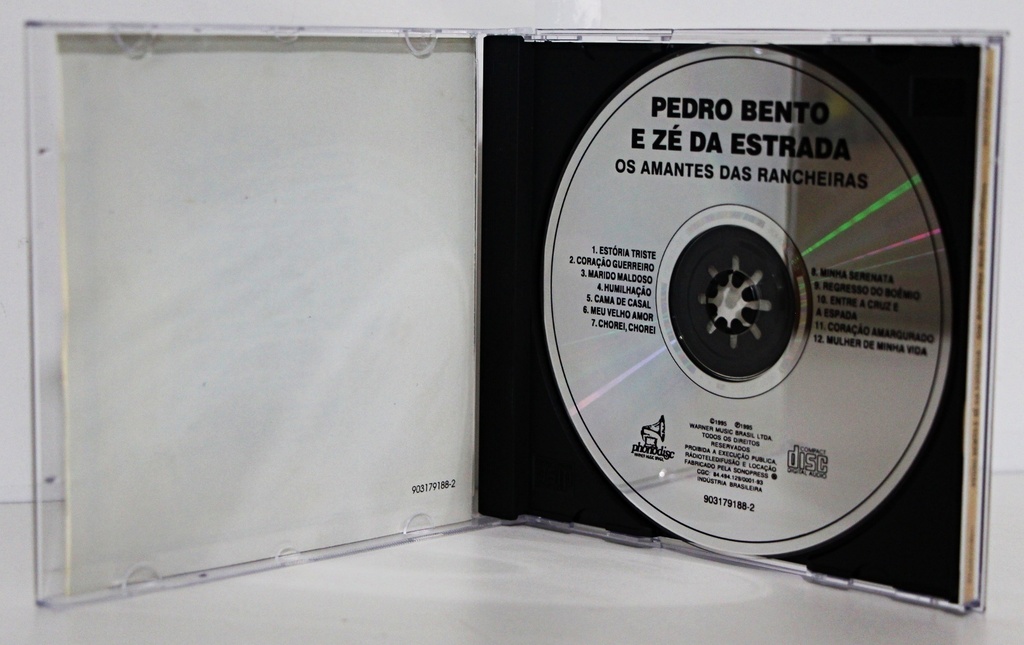 903179188-2
PEDRO BENTO
E ZÉ DA ESTRADA
OS AMANTES DAS RANCHEIRAS
1. ESTÓRIA TRISTE
2. CORAÇÃO GUERREIRO
3. MARIDO MALDOSO
4. HUMILHAÇÃO
5. CAMA DE CASAL
6. MEU VELHO AMOR
7. CHOREI, CHOREI
8. MINHA SERENATA
9. REGRESSO DO BOÊMIO
10. ENTRE A CRUZ E
A ESPADA
11. CORAÇÃO AMARGURADO
12. MULHER DE MINHA VIDA
phonodisc
©1995 ℗1995
WARNER MUSIC BRASIL LTDA.
TODOS OS DIREITOS
RESERVADOS
PROIBIDA A EXECUÇÃO PÚBLICA,
RADIOTELEDIFUSÃO E LOCAÇÃO
FABRICADO PELA SONOPRESS
INDÚSTRIA BRASILEIRA
903179188-2
COMPACT
disc
DIGITAL AUDIO